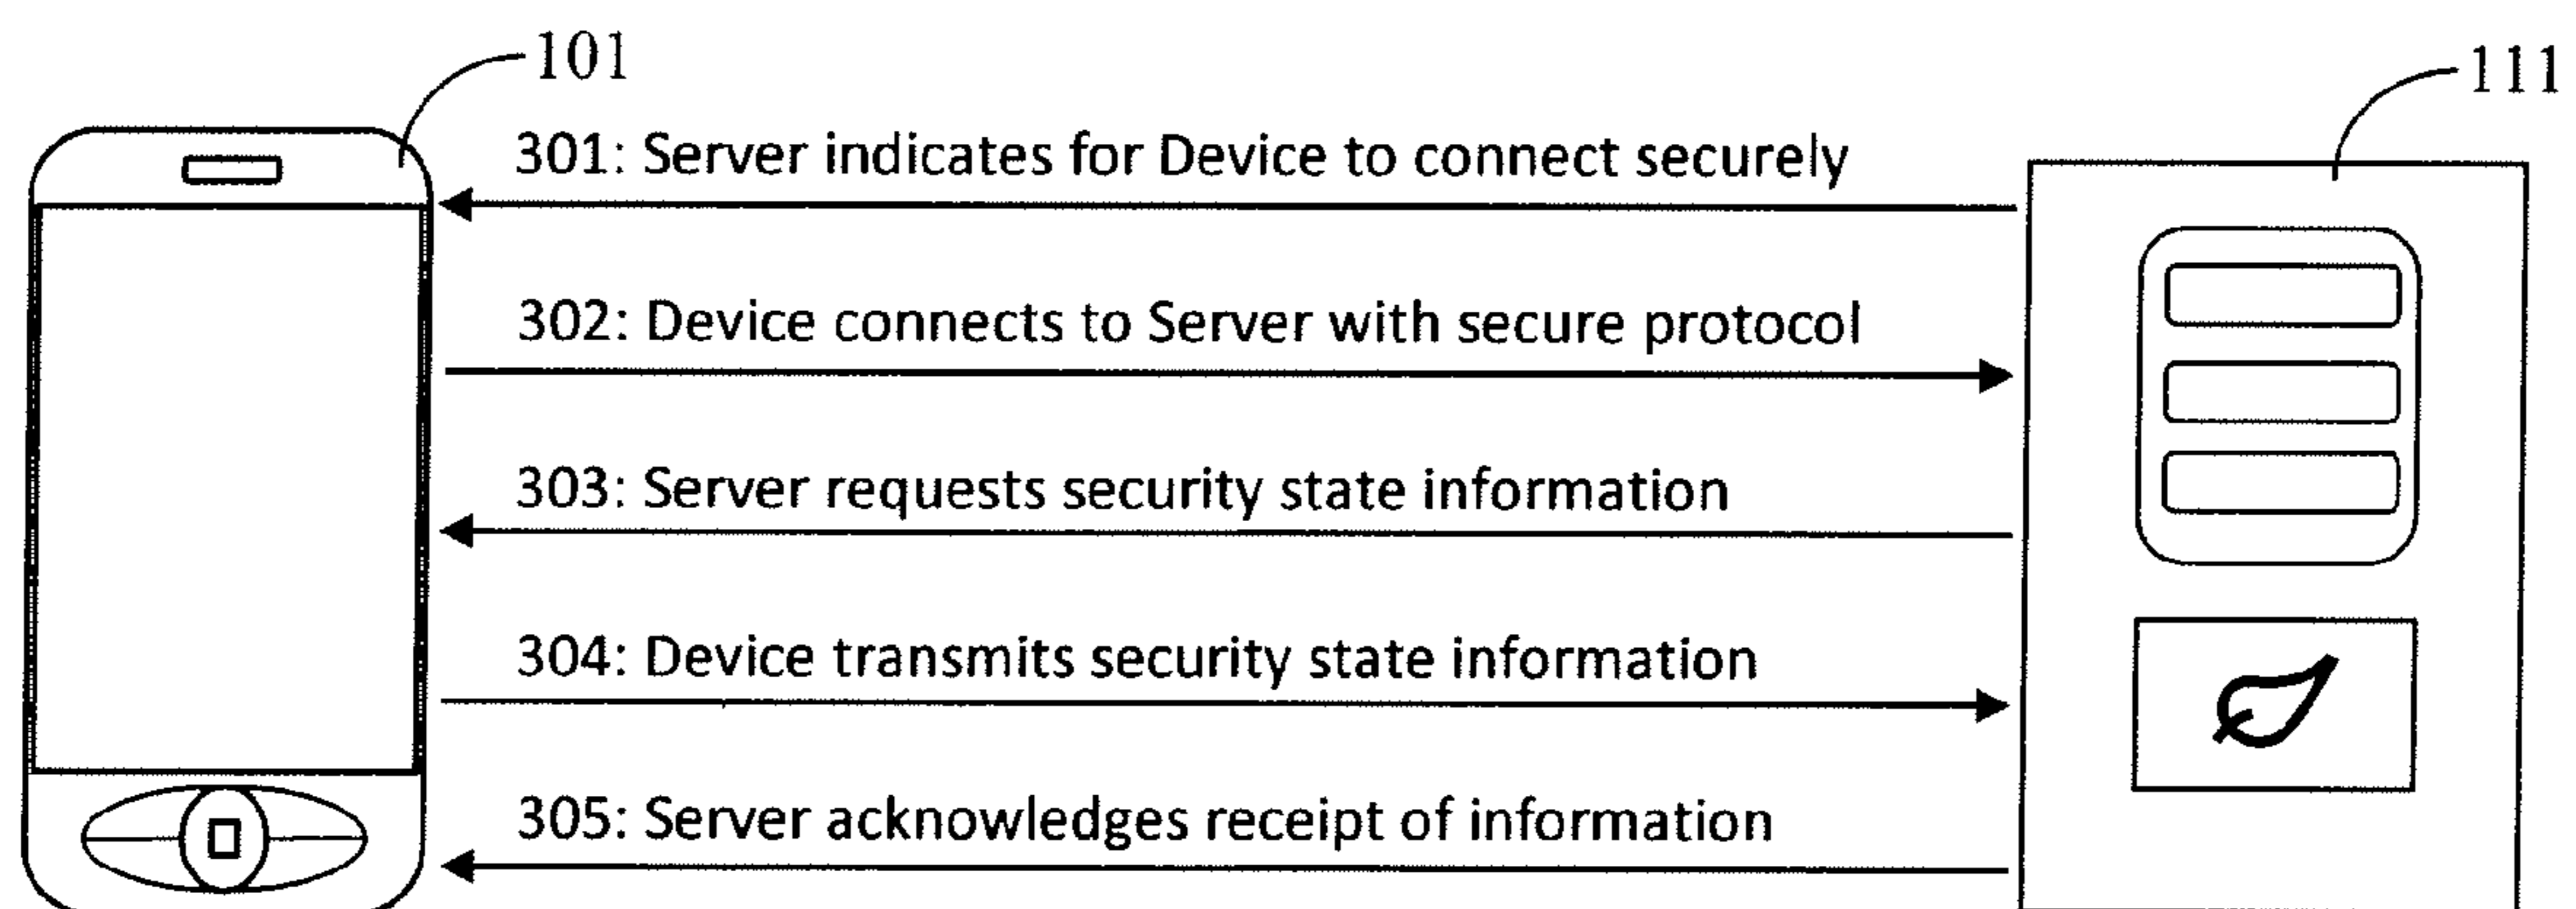 101
111
301: Server indicates for Device to connect securely
302: Device connects to Server with secure protocol
303: Server requests security state information
304: Device transmits security state information
305: Server acknowledges receipt of information